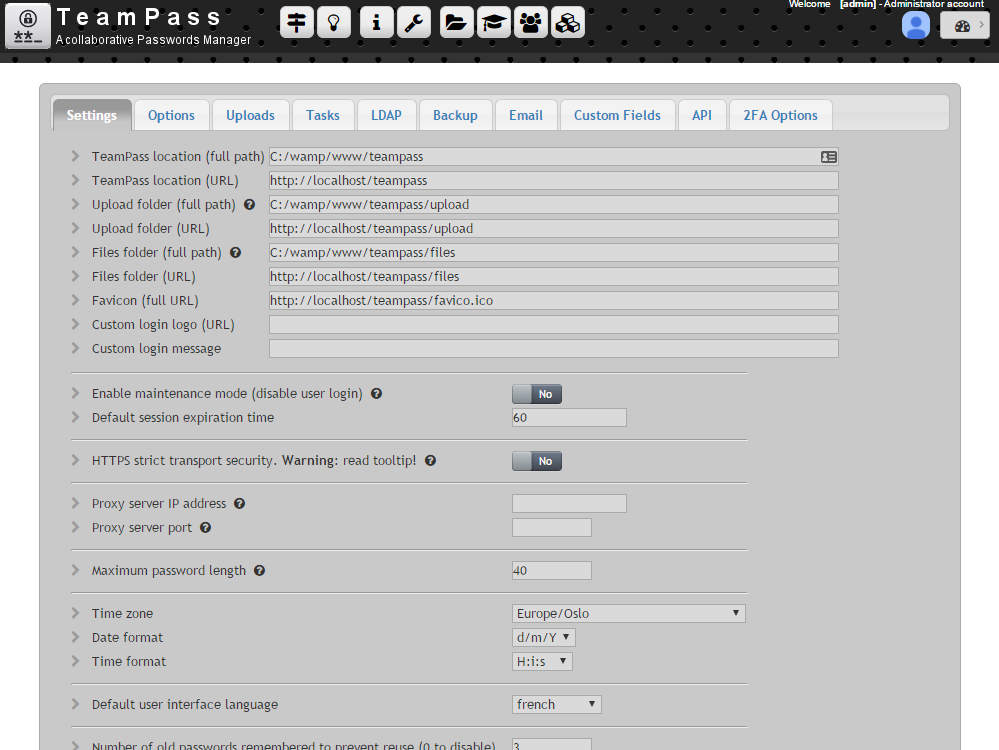 TeamPass
A collaborative Passwords Manager
Welcome [admin] - Administrator account
Settings Options Uploads Tasks LDAP Backup Email Custom Fields API 2FA Options
TeamPass location (full path) C:/wamp/www/teampass
TeamPass location (URL) http://localhost/teampass
Upload folder (full path) C:/wamp/www/teampass/upload
Upload folder (URL) http://localhost/teampass/upload
Files folder (full path) C:/wamp/www/teampass/files
Files folder (URL) http://localhost/teampass/files
Favicon (full URL) http://localhost/teampass/favico.ico
Custom login logo (URL)
Custom login message
Enable maintenance mode (disable user login) No
Default session expiration time 60
HTTPS strict transport security. Warning: read tooltip! No
Proxy server IP address
Proxy server port
Maximum password length 40
Time zone Europe/Oslo
Date format d/m/Y
Time format H:i:s
Default user interface language french
Number of old passwords remembered to prevent reuse (0 to disable) 3